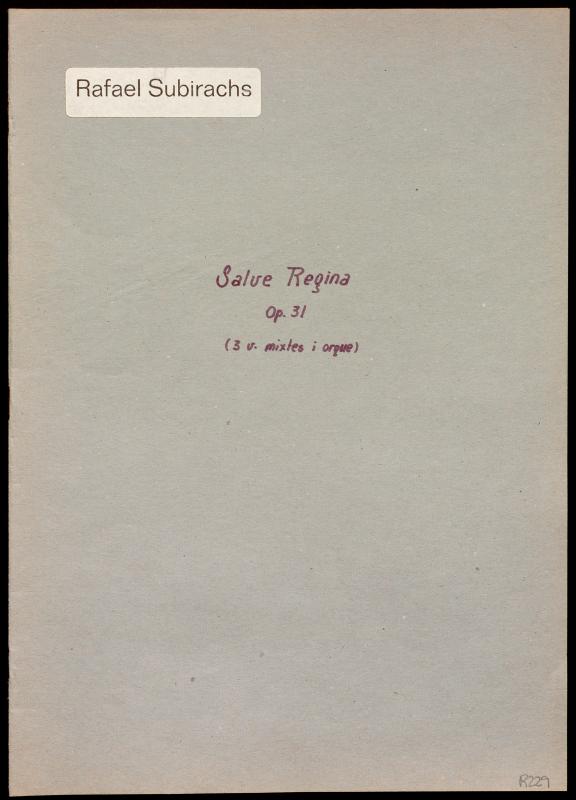 Rafael Subirachs
Salve Regina
Op. 31
(3 v. mixtes i orgue)
R229